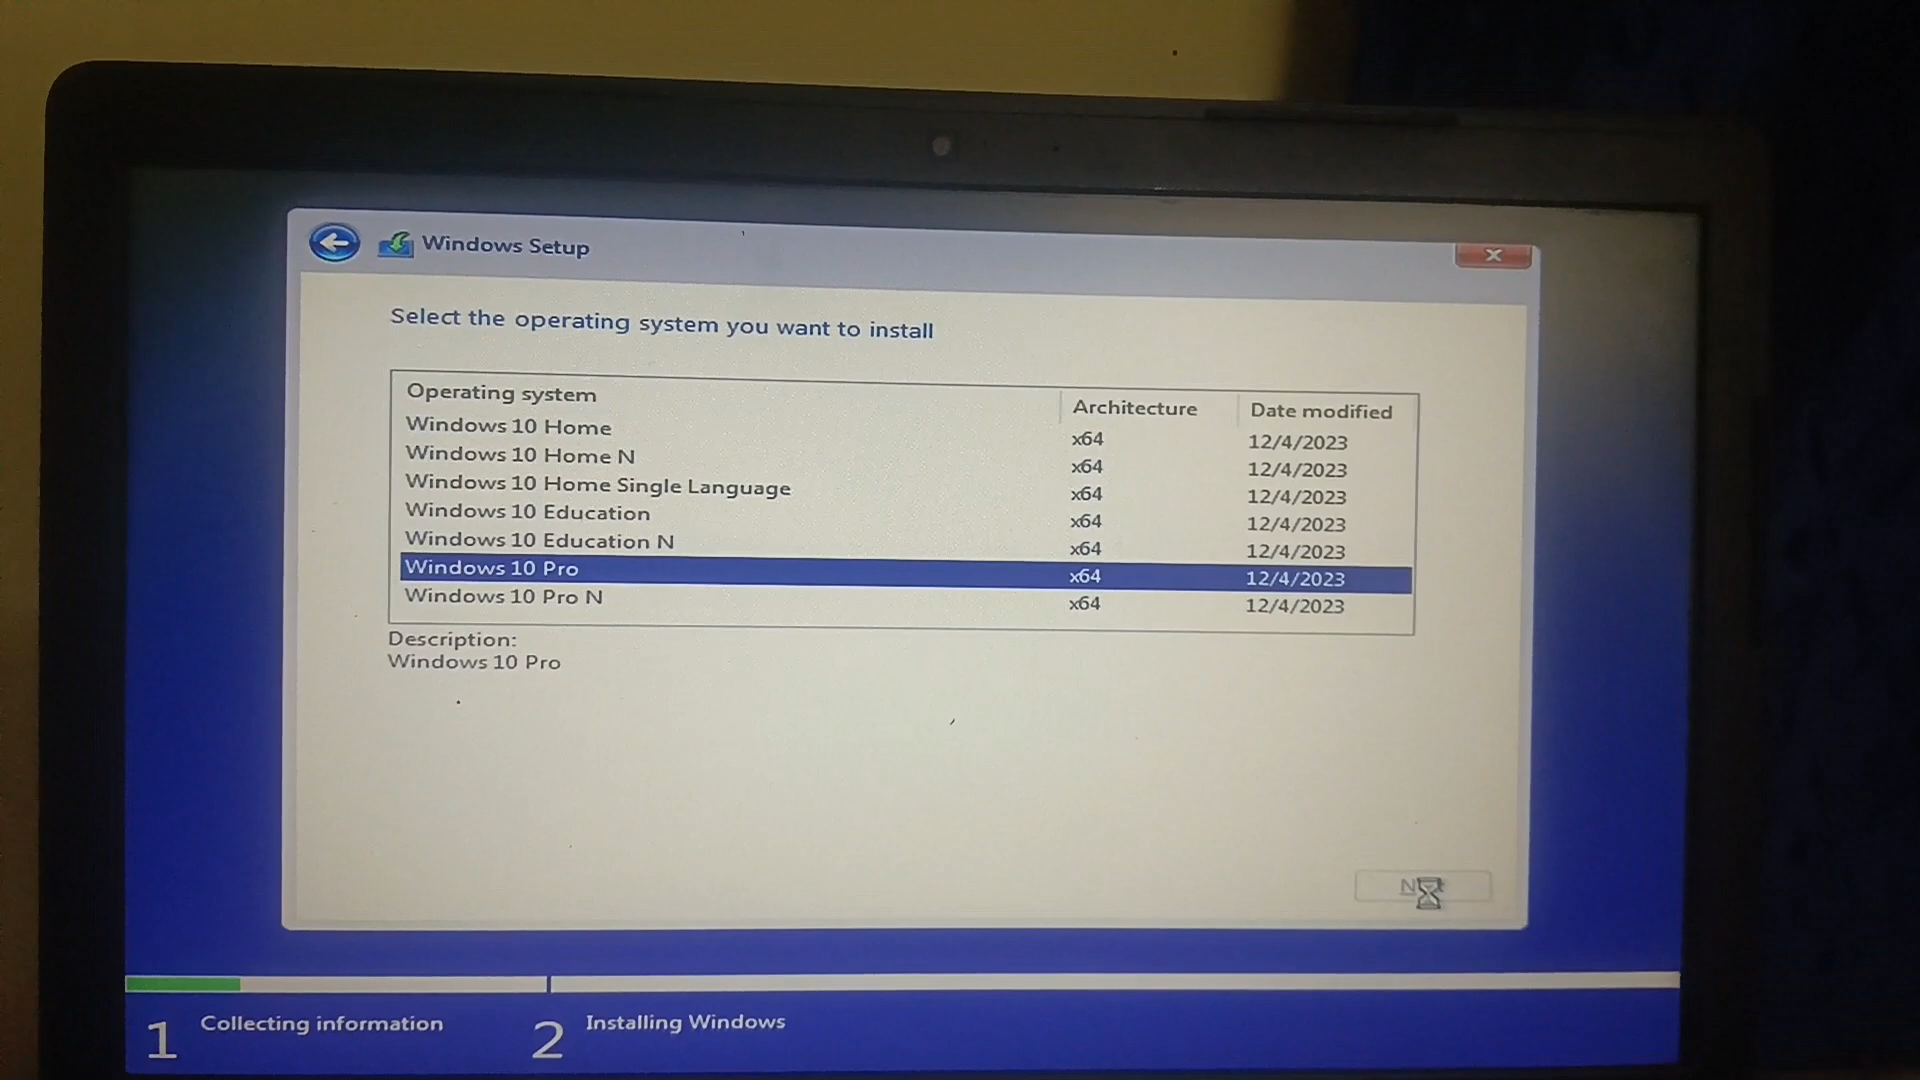 Windows Setup
Select the operating system you want to install
Operating system Architecture Date modified
Windows 10 Home x64 12/4/2023
Windows 10 Home N x64 12/4/2023
Windows 10 Home Single Language x64 12/4/2023
Windows 10 Education x64 12/4/2023
Windows 10 Education N x64 12/4/2023
Windows 10 Pro x64 12/4/2023
Windows 10 Pro N x64 12/4/2023
Description:
Windows 10 Pro
1 Collecting information 2 Installing Windows